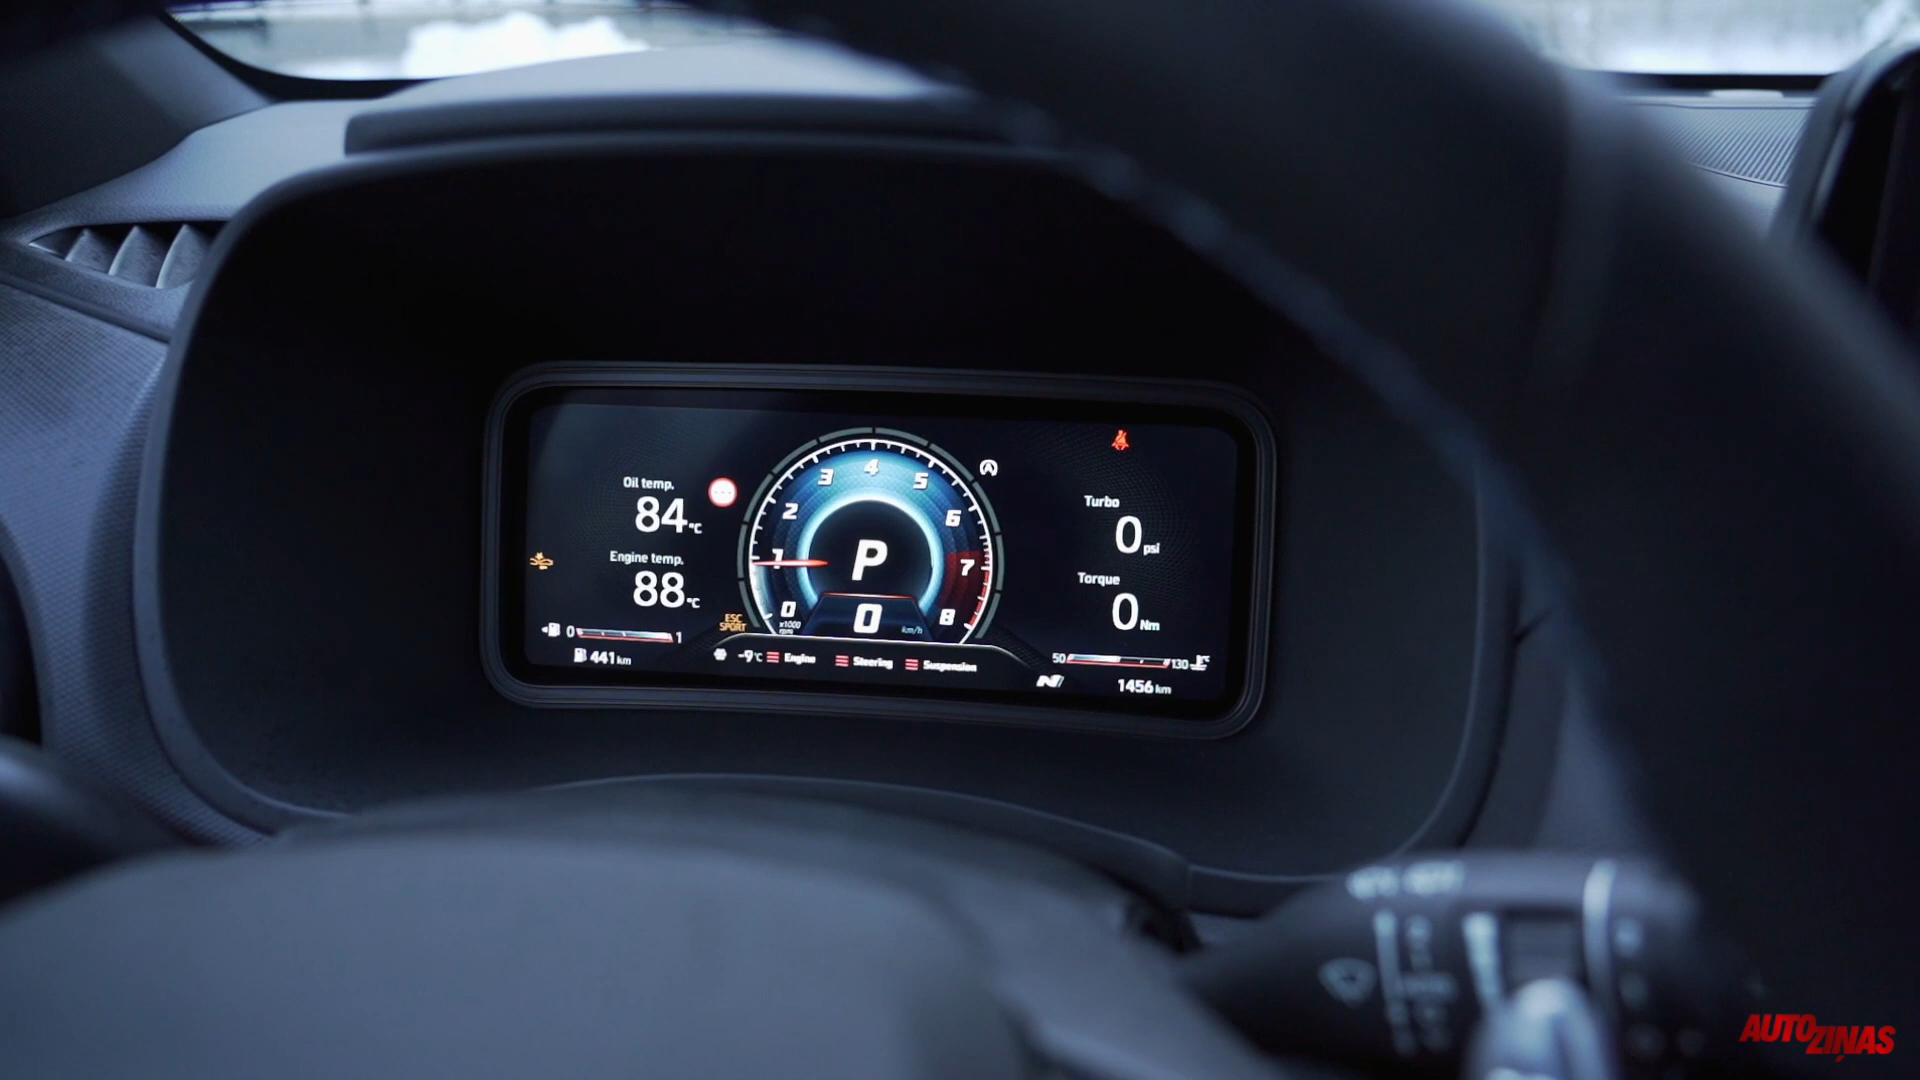 Oil temp.
84°C
Engine temp.
88°C
0 1
441 km
ESC
SPORT
0 1 2 3 4 5 6 7 8
x1000
rpm
P
0 km/h
-9°C Engine Steering Suspension
Turbo
0 psi
Torque
0 Nm
50 130
N
1456 km
AUTO
ZIŅAS